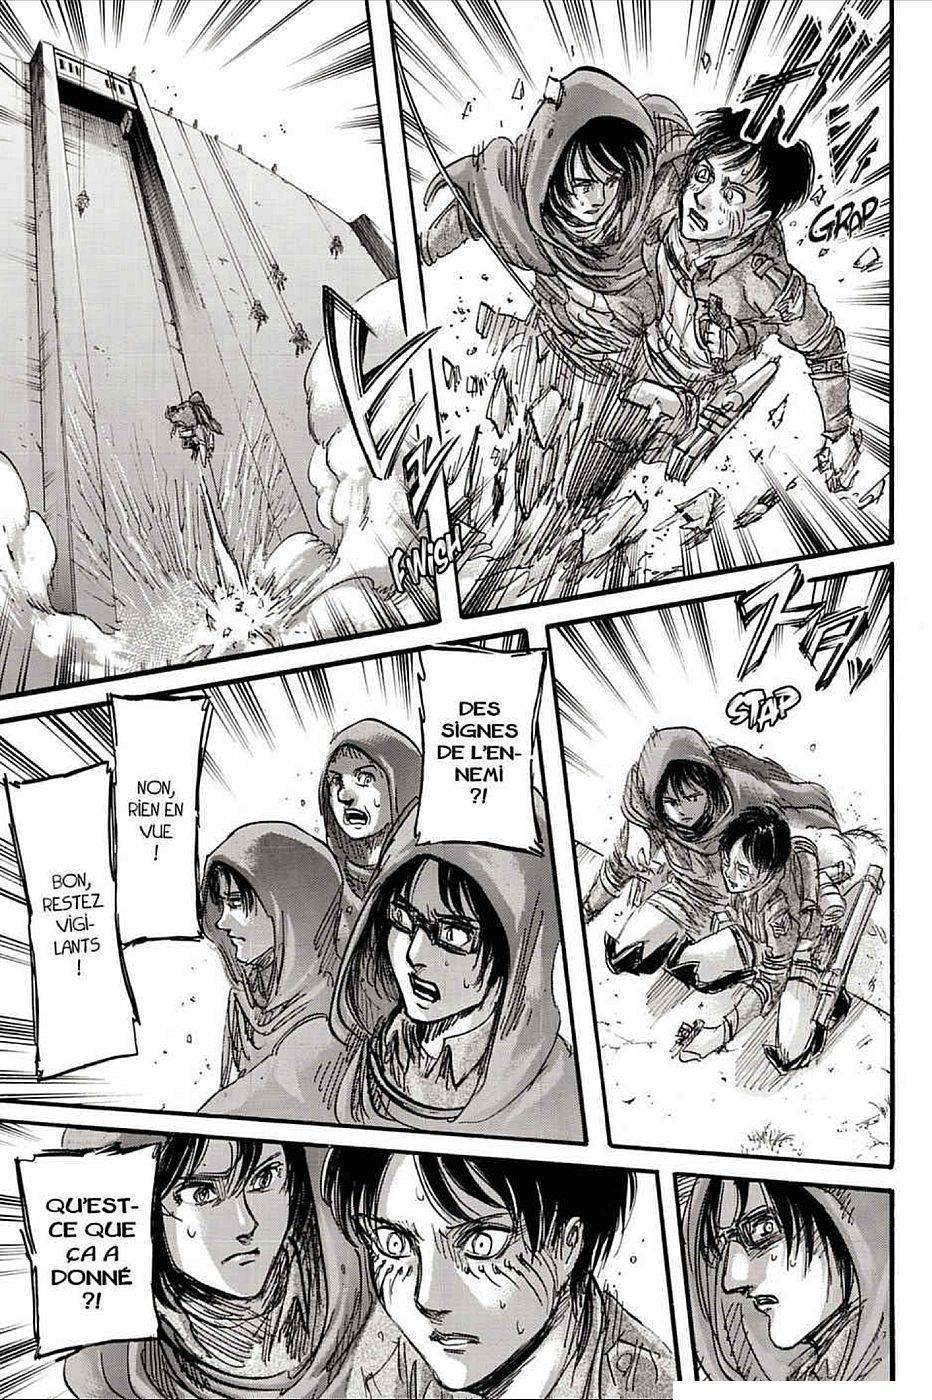 GRAP
FWISH
STAP
DES
SIGNES
DE L'EN-
NEMI
?!
NON,
RIEN EN
VUE
!
BON,
RESTEZ
VIGI-
LANTS
!
QU'EST-
CE QUE
ÇA A
DONNÉ
?!